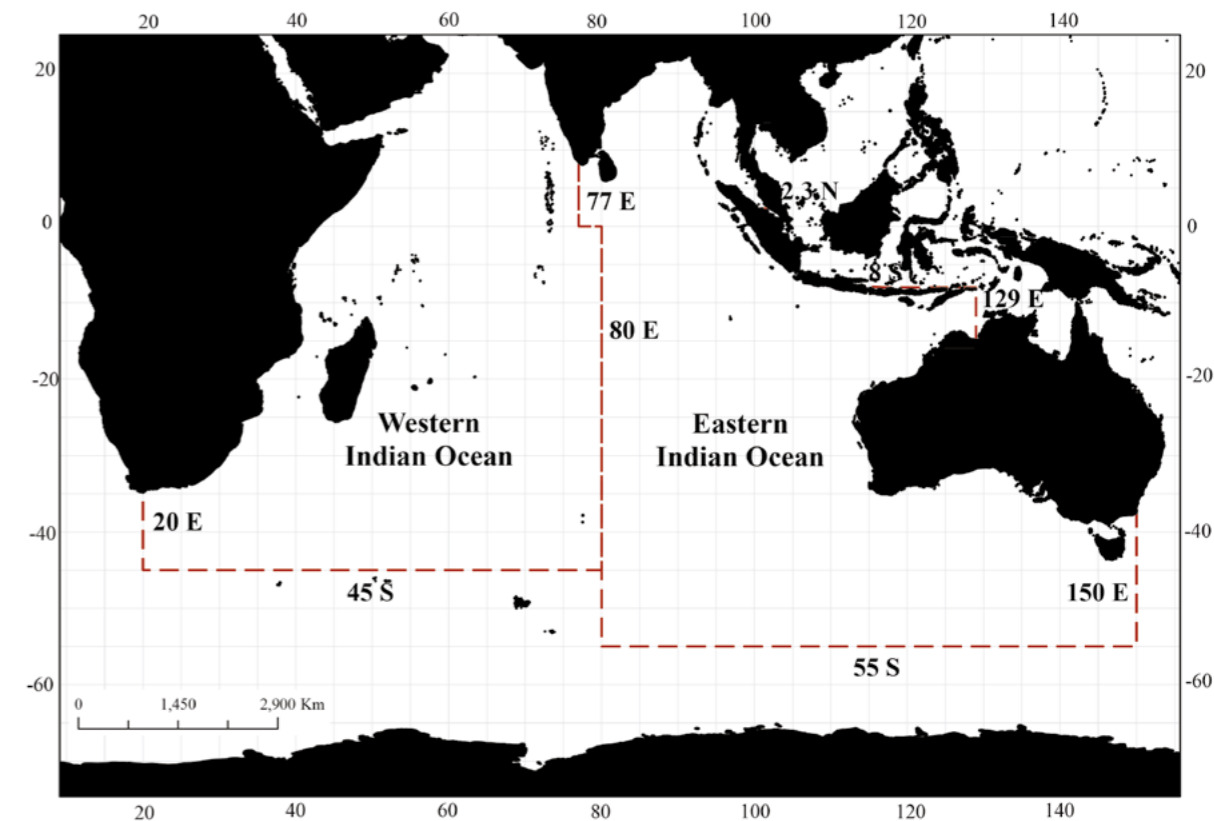 20 40 60 80 100 120 140
20 20
2.3 N
77 E
0 0
8 S
129 E
80 E
-20 -20
Western Eastern
Indian Ocean Indian Ocean
20 E
-40 -40
45 S
150 E
55 S
-60 -60
0 1,450 2,900 Km
20 40 60 80 100 120 140